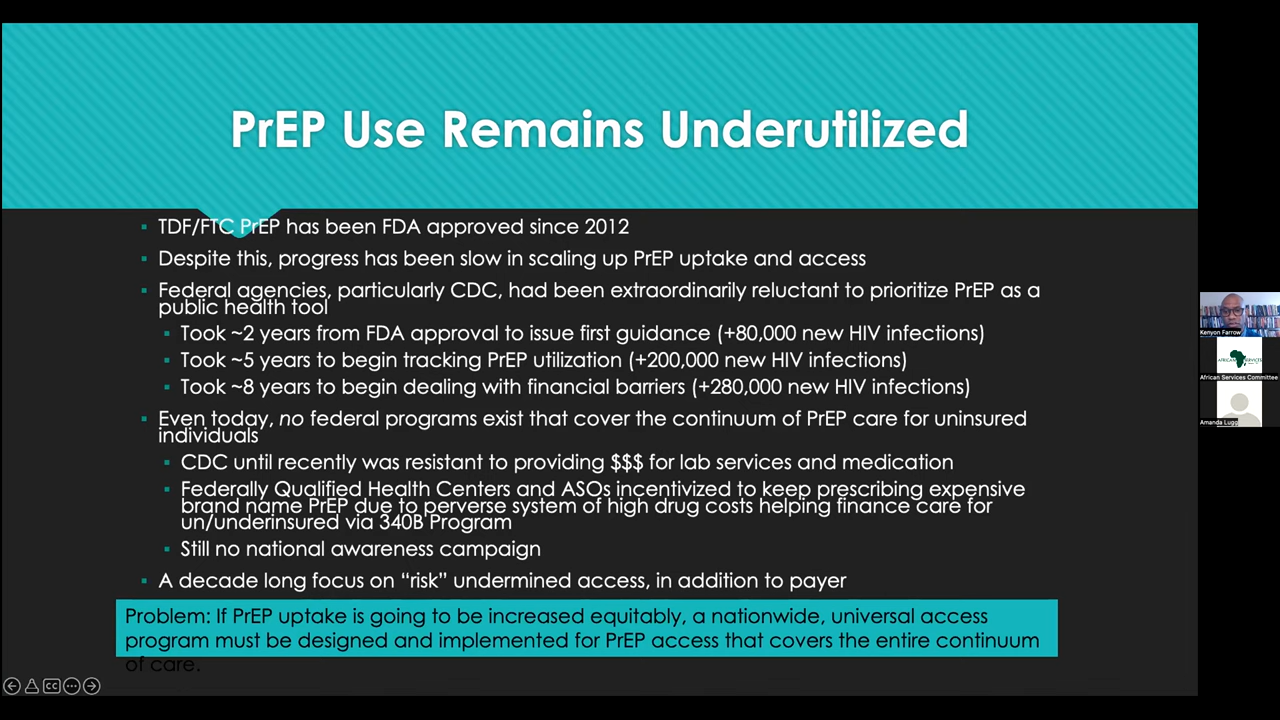 PrEP Use Remains Underutilized
TDF/FTC PrEP has been FDA approved since 2012
Despite this, progress has been slow in scaling up PrEP uptake and access
Federal agencies, particularly CDC, had been extraordinarily reluctant to prioritize PrEP as a
public health tool
Took ~2 years from FDA approval to issue first guidance (+80,000 new HIV infections)
Took ~5 years to begin tracking PrEP utilization (+200,000 new HIV infections)
Took ~8 years to begin dealing with financial barriers (+280,000 new HIV infections)
Even today, no federal programs exist that cover the continuum of PrEP care for uninsured
individuals
CDC until recently was resistant to providing $$$ for lab services and medication
Federally Qualified Health Centers and ASOs incentivized to keep prescribing expensive
brand name PrEP due to perverse system of high drug costs helping finance care for
un/underinsured via 340B Program
Still no national awareness campaign
A decade long focus on “risk” undermined access, in addition to payer
Problem: If PrEP uptake is going to be increased equitably, a nationwide, universal access
program must be designed and implemented for PrEP access that covers the entire continuum
of care.
CC
Kenyon Farrow
African Services Committee
Amanda Lugg